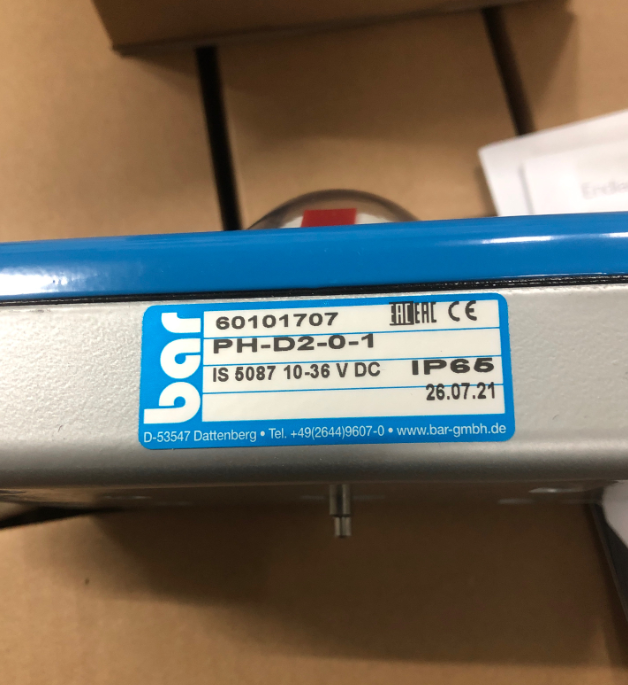 bar
60101707 EAC EAC CE
PH-D2-0-1
IS 5087 10-36 V DC IP65
26.07.21
D-53547 Dattenberg • Tel. +49(2644)9607-0 • www.bar-gmbh.de